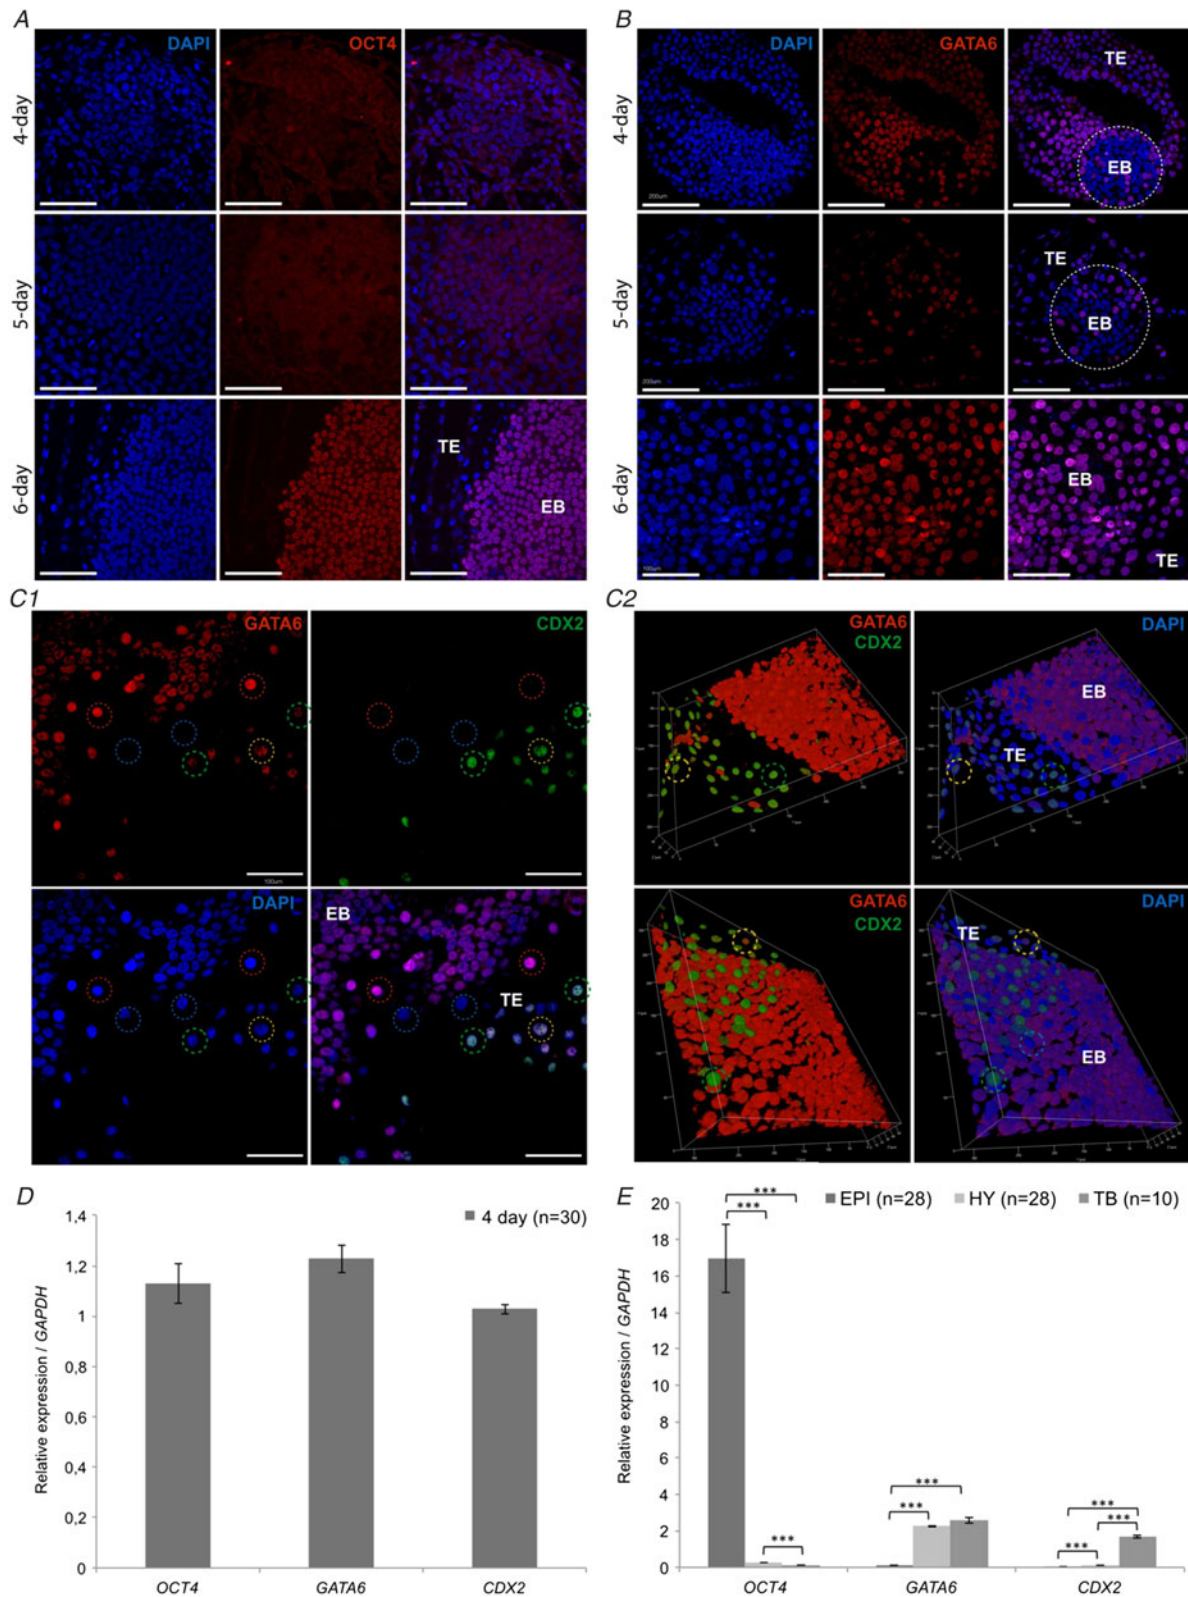 A
B
DAPI
OCT4
DAPI
GATA6
4-day
4-day
TE
EB
200µm
5-day
5-day
TE
EB
200µm
6-day
6-day
TE
EB
EB
TE
100µm
C1
C2
GATA6
CDX2
GATA6
CDX2
DAPI
EB
TE
100µm
DAPI
EB
TE
GATA6
CDX2
DAPI
TE
EB
D
E
4 day (n=30)
EPI (n=28)
HY (n=28)
TB (n=10)
Relative expression / GAPDH
1,4
1,2
1
0,8
0,6
0,4
0,2
0
OCT4
GATA6
CDX2
Relative expression / GAPDH
20
18
16
14
12
10
8
6
4
2
0
***
***
***
***
***
***
***
***
OCT4
GATA6
CDX2